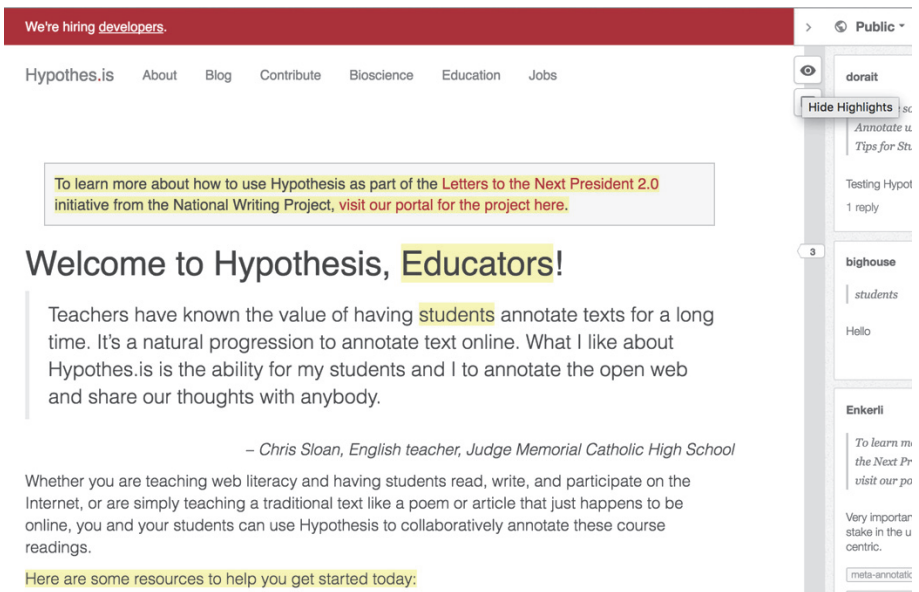 We're hiring developers.
Public
Hypothes.is About Blog Contribute Bioscience Education Jobs
To learn more about how to use Hypothesis as part of the Letters to the Next President 2.0
initiative from the National Writing Project, visit our portal for the project here.
Welcome to Hypothesis, Educators!
Teachers have known the value of having students annotate texts for a long
time. It's a natural progression to annotate text online. What I like about
Hypothes.is is the ability for my students and I to annotate the open web
and share our thoughts with anybody.
– Chris Sloan, English teacher, Judge Memorial Catholic High School
Whether you are teaching web literacy and having students read, write, and participate on the
Internet, or are simply teaching a traditional text like a poem or article that just happens to be
online, you and your students can use Hypothesis to collaboratively annotate these course
readings.
Here are some resources to help you get started today:
Hide Highlights
3
dorait
Annotate
Tips for
Testing
1 reply
bighouse
students
Hello
Enkerli
To learn
the Next
visit our
Very
stake in the
centric.